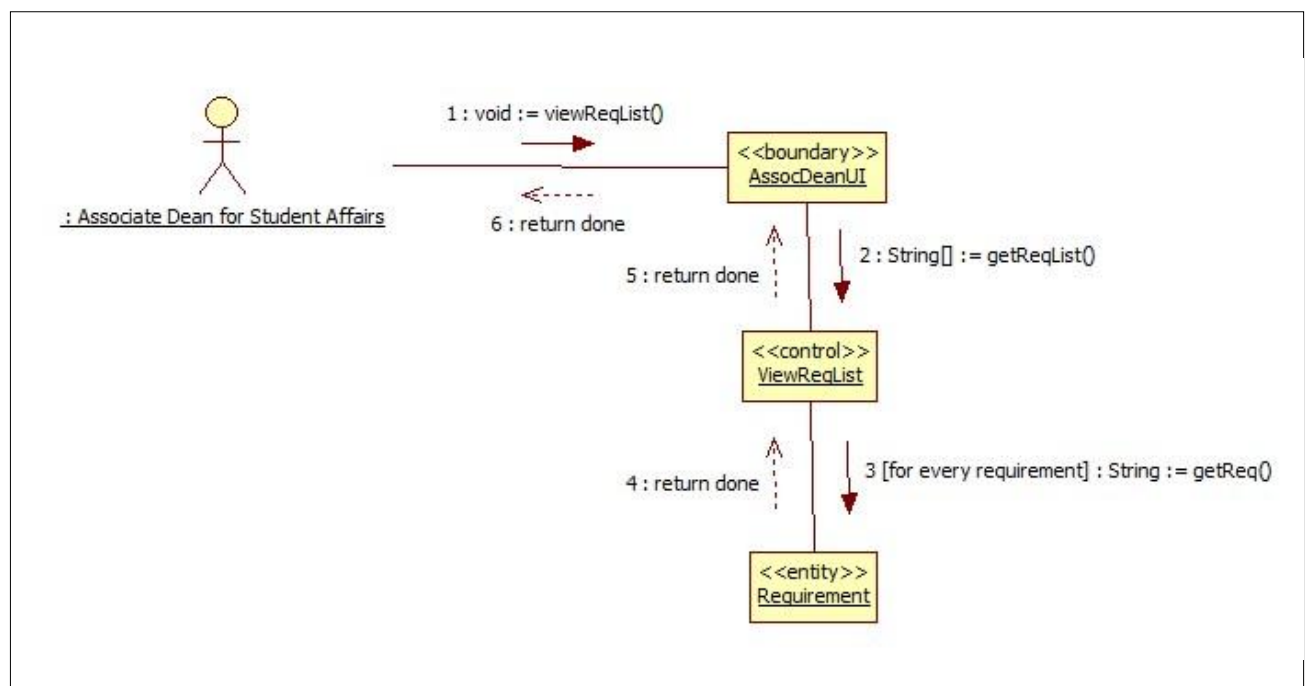 1 : void := viewReqList()
<<boundary>>
AssocDeanUI
: Associate Dean for Student Affairs
6 : return done
2 : String[] := getReqList()
5 : return done
<<control>>
ViewReqList
3 [for every requirement] : String := getReq()
4 : return done
<<entity>>
Requirement